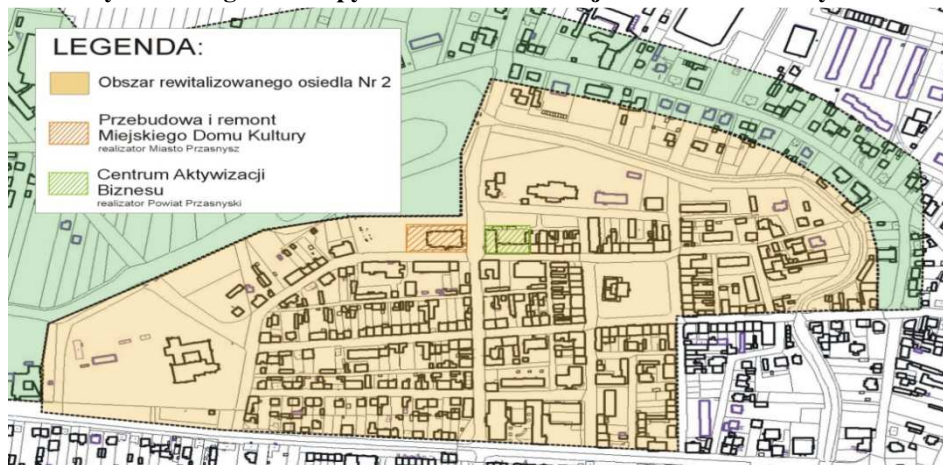 LEGENDA:
Obszar rewitalizowanego osiedla Nr 2
Przebudowa i remont
Miejskiego Domu Kultury
realizator Miasto Przasnysz
Centrum Aktywizacji
Biznesu
realizator Powiat Przasnyski